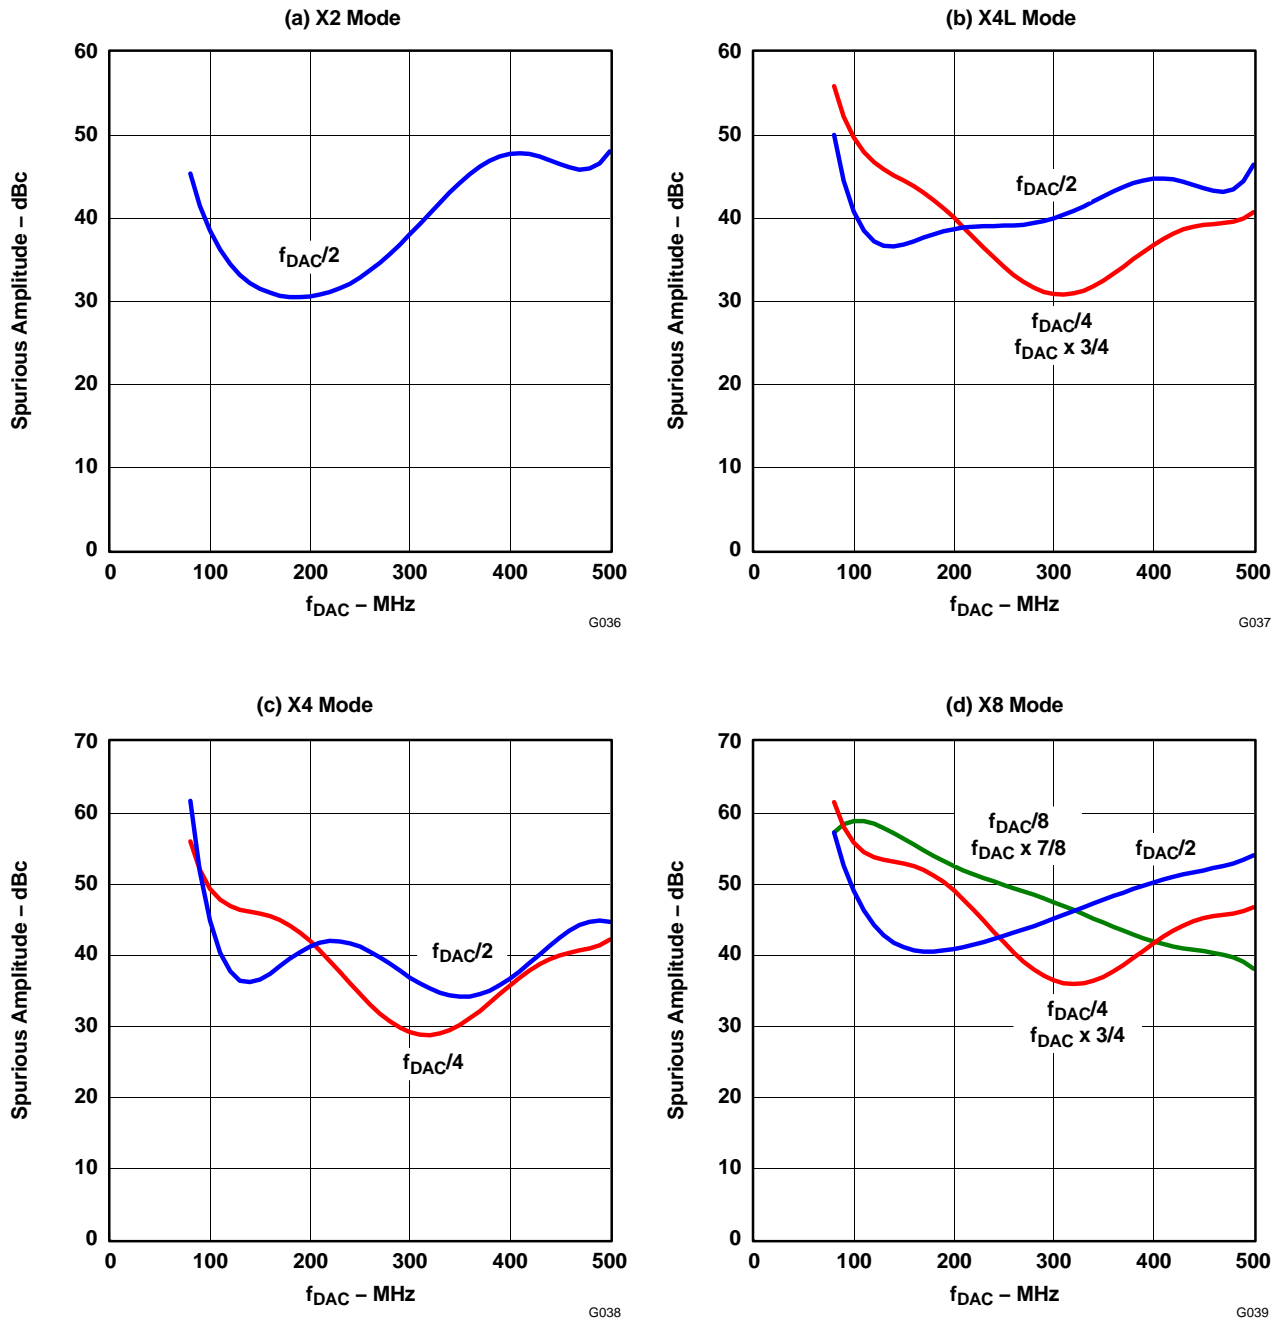 (a) X2 Mode
60
50
40
30
20
10
0
0 100 200 300 400 500
Spurious Amplitude – dBc
fDAC – MHz
fDAC/2
G036
(b) X4L Mode
60
50
40
30
20
10
0
0 100 200 300 400 500
Spurious Amplitude – dBc
fDAC – MHz
fDAC/2
fDAC/4
fDAC x 3/4
G037
(c) X4 Mode
70
60
50
40
30
20
10
0
0 100 200 300 400 500
Spurious Amplitude – dBc
fDAC – MHz
fDAC/2
fDAC/4
G038
(d) X8 Mode
70
60
50
40
30
20
10
0
0 100 200 300 400 500
Spurious Amplitude – dBc
fDAC – MHz
fDAC/8
fDAC x 7/8
fDAC/2
fDAC/4
fDAC x 3/4
G039